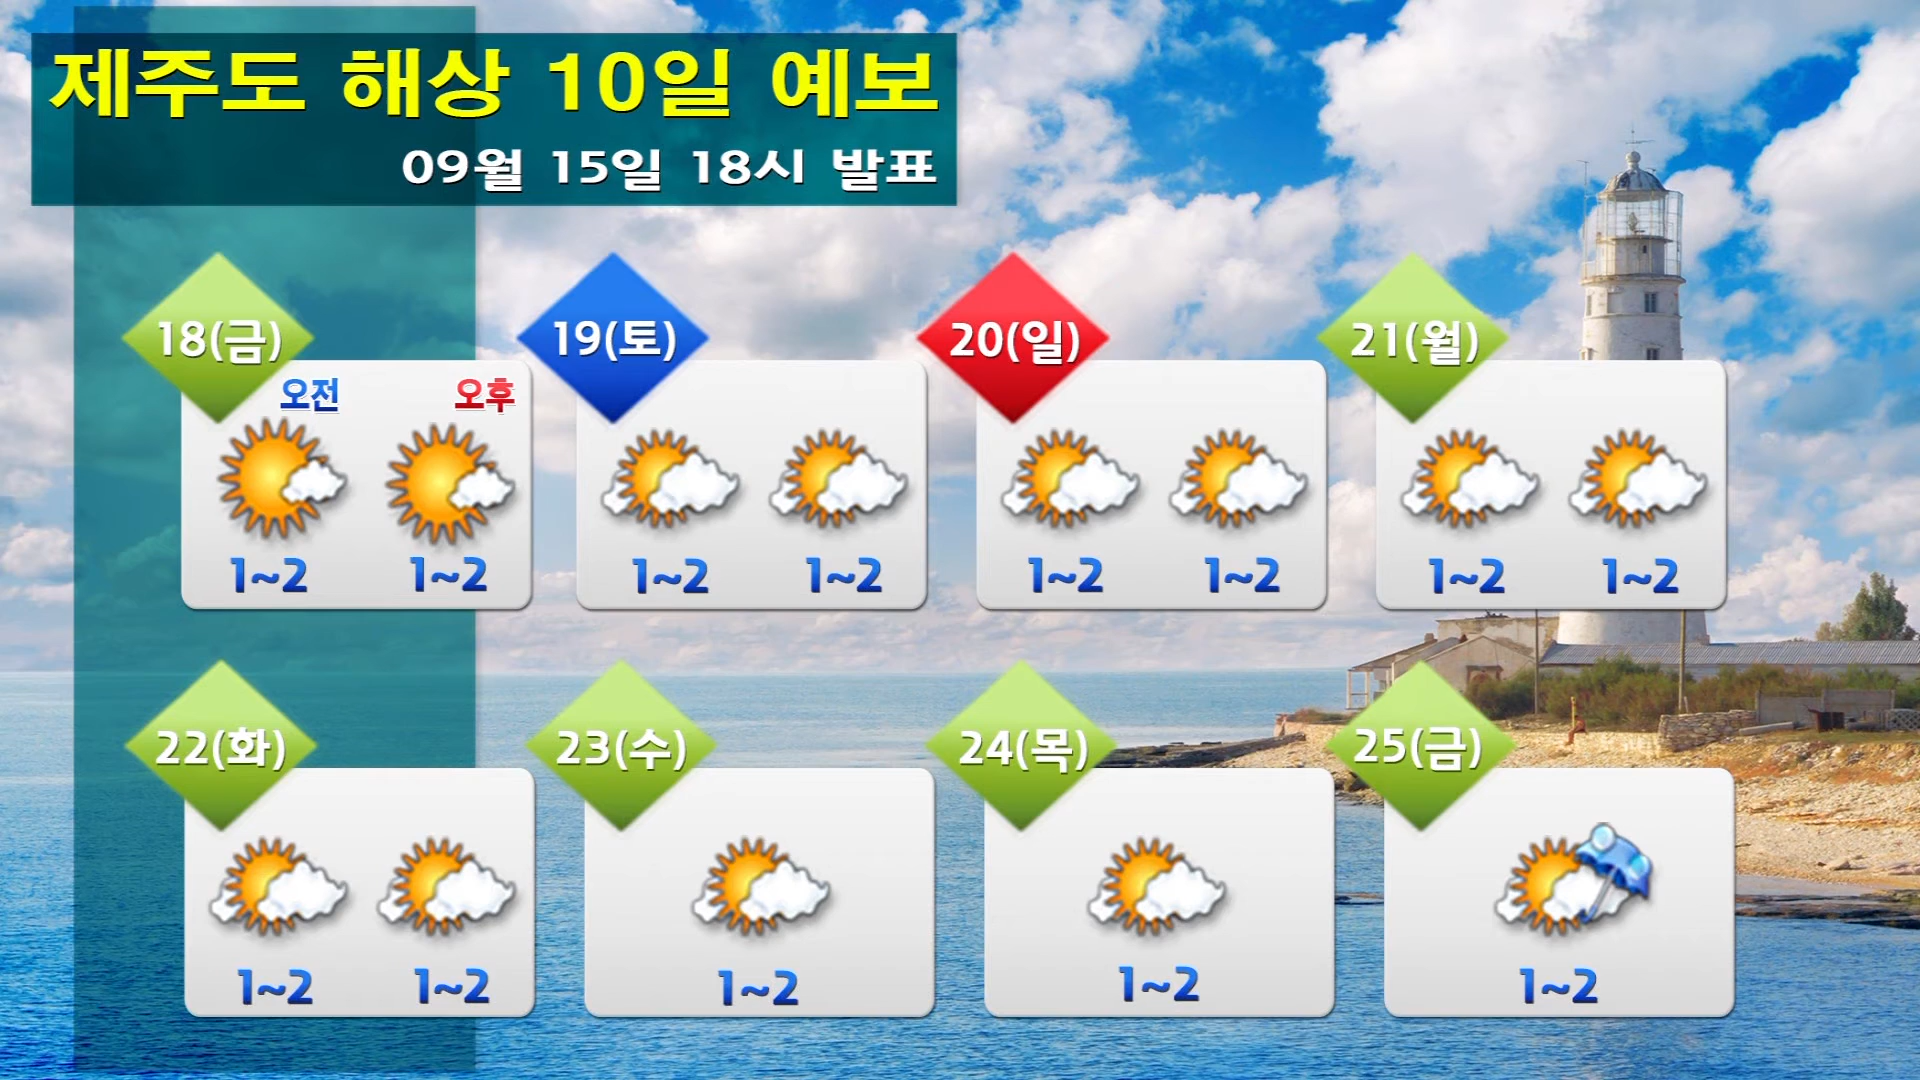 제주도 해상 10일 예보
09월 15일 18시 발표
18(금)
19(토)
20(일)
21(월)
오전 오후
1~2 1~2 1~2 1~2 1~2 1~2 1~2 1~2
22(화)
23(수)
24(목)
25(금)
1~2 1~2 1~2 1~2 1~2